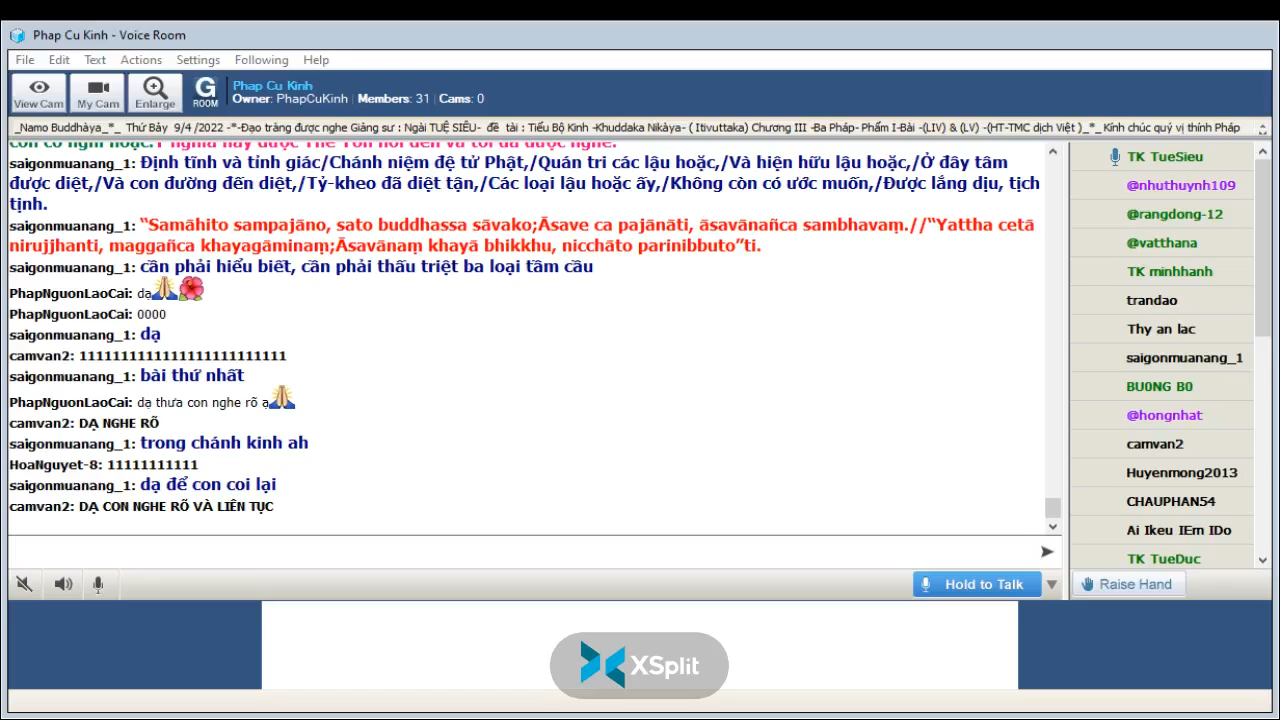 Phap Cu Kinh - Voice Room
File Edit Text Actions Settings Following Help
View Cam My Cam Enlarge G ROOM
Phap Cu Kinh
Owner: PhapCuKinh | Members: 31 | Cams: 0
_Namo Buddhàya_*_ Thứ Bảy 9/4 /2022 -*-Đạo tràng được nghe Giảng sư : Ngài TUỆ SIÊU- đề tài : Tiểu Bộ Kinh -Khuddaka Nikàya- ( Itivuttaka) Chương III -Ba Pháp- Phẩm I-Bài -(LIV) & (LV) -(HT-TMC dịch Việt )_*_ Kính chúc quý vị thính Pháp
saigonmuanang_1: Định tĩnh và tỉnh giác/Chánh niệm đệ tử Phật,/Quán tri các lậu hoặc,/Và hiện hữu lậu hoặc,/Ở đây tâm
được diệt,/Và con đường đến diệt,/Tỷ-kheo đã diệt tận,/Các loại lậu hoặc ấy,/Không còn có ước muốn,/Được lắng dịu, tịch
tịnh.
saigonmuanang_1: “Samāhito sampajāno, sato buddhassa sāvako;Āsave ca pajānāti, āsavānañca sambhavaṃ.//“Yattha cetā
nirujjhanti, maggañca khayagāminaṃ;Āsavānaṃ khayā bhikkhu, nicchāto parinibbuto”ti.
saigonmuanang_1: cần phải hiểu biết, cần phải thấu triệt ba loại tầm cầu
PhapNguonLaoCai: dạ
PhapNguonLaoCai: 0000
saigonmuanang_1: dạ
camvan2: 1111111111111111111111111
saigonmuanang_1: bài thứ nhất
PhapNguonLaoCai: dạ thưa con nghe rõ ạ
camvan2: DẠ NGHE RÕ
saigonmuanang_1: trong chánh kinh ah
HoaNguyet-8: 11111111111
saigonmuanang_1: dạ để con coi lại
camvan2: DẠ CON NGHE RÕ VÀ LIÊN TỤC
Hold to Talk
TK TueSieu
@nhuthuynh109
@rangdong-12
@vatthana
TK minhhanh
trandao
Thy an lac
saigonmuanang_1
BU0NG B0
@hongnhat
camvan2
Huyenmong2013
CHAUPHAN54
Ai Ikeu IEm IDo
TK TueDuc
Raise Hand
XSplit